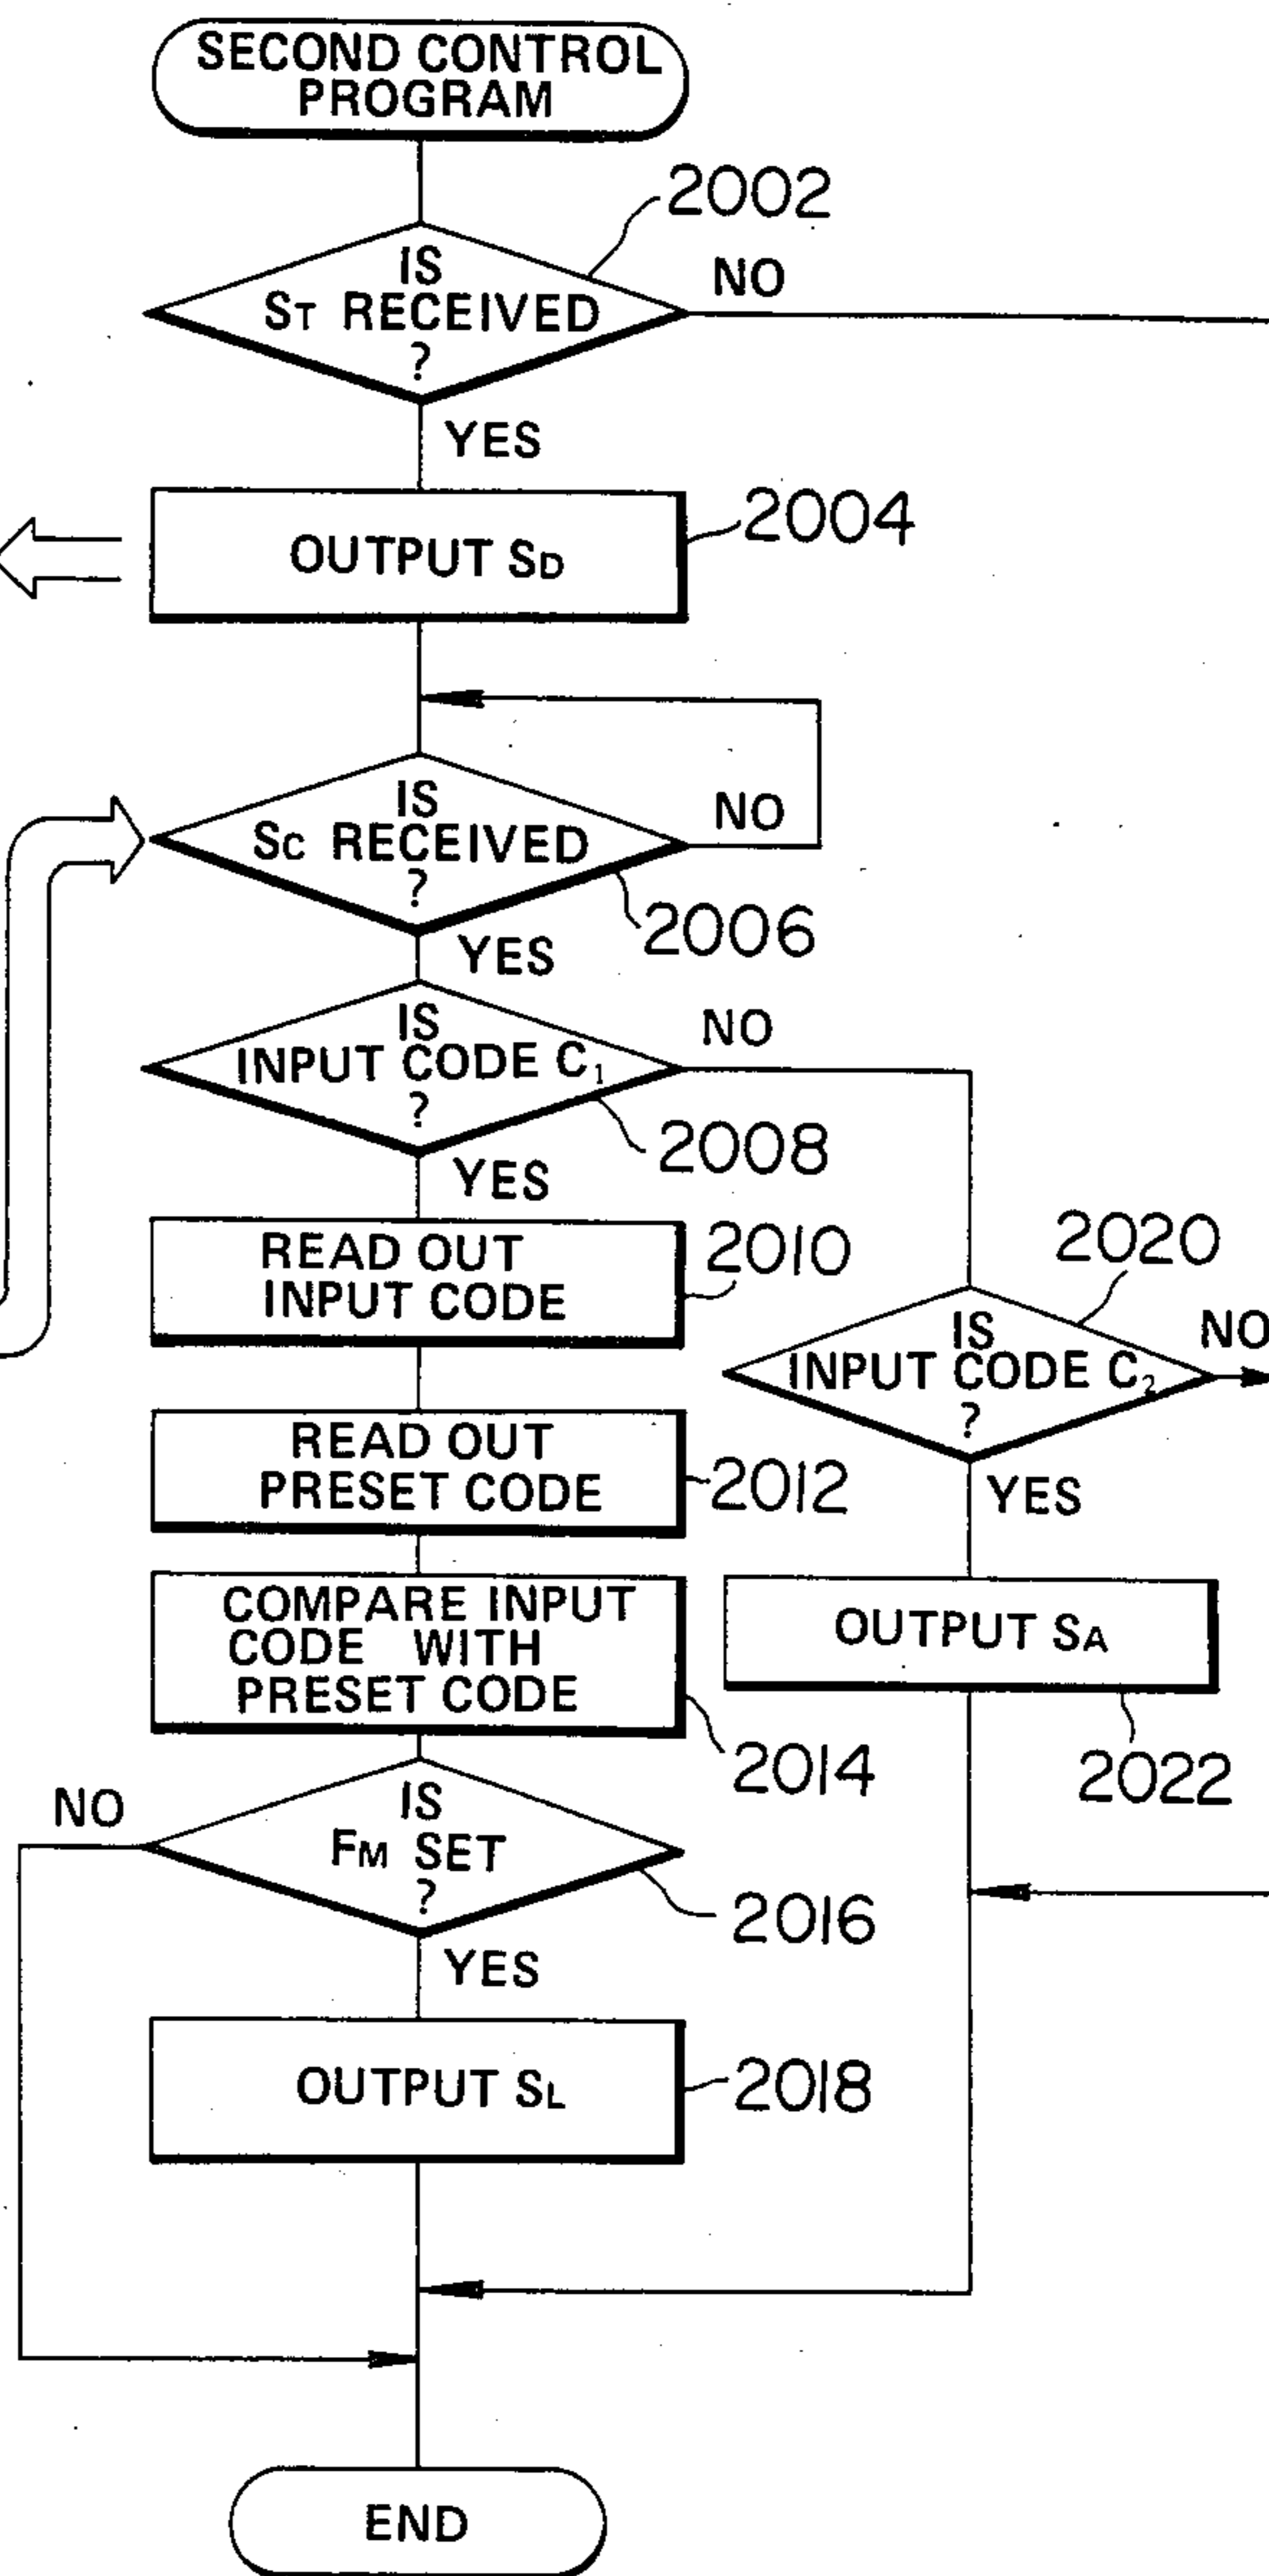 SECOND CONTROL
PROGRAM
2002
IS
ST RECEIVED
?
NO
YES
OUTPUT SD
2004
IS
SC RECEIVED
?
NO
2006
YES
IS
INPUT CODE C₁
?
NO
2008
YES
READ OUT
INPUT CODE
2010
2020
IS
INPUT CODE C₂
?
NO
YES
READ OUT
PRESET CODE
2012
COMPARE INPUT
CODE WITH
PRESET CODE
2014
OUTPUT SA
2022
IS
FM SET
?
NO
2016
YES
OUTPUT SL
2018
END